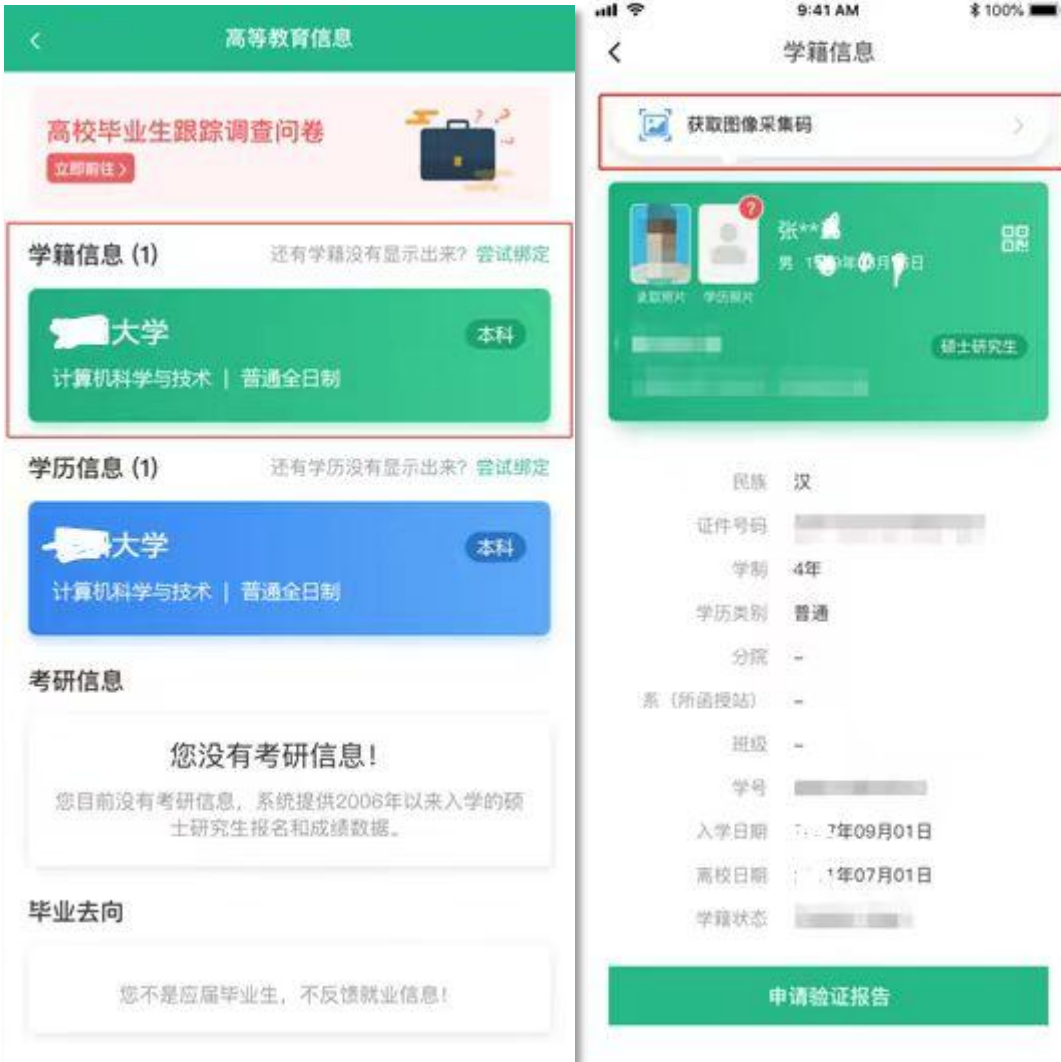 高等教育信息
高校毕业生跟踪调查问卷
立即前往 >
学籍信息 (1)
还有学籍没有显示出来? 尝试绑定
大学
本科
计算机科学与技术 | 普通全日制
学历信息 (1)
还有学历没有显示出来? 尝试绑定
大学
本科
计算机科学与技术 | 普通全日制
考研信息
您没有考研信息!
您目前没有考研信息, 系统提供2006年以来入学的硕
士研究生报名和成绩数据。
毕业去向
您不是应届毕业生, 不反馈就业信息!
9:41 AM
100%
学籍信息
获取图像采集码
?
张**
男
年
月
日
录取照片
学历照片
硕士研究生
民族 汉
证件号码
学制 4年
学历类别 普通
分院 -
系 (所函授站) -
班级 -
学号
入学日期 7年09月01日
离校日期 1年07月01日
学籍状态
申请验证报告